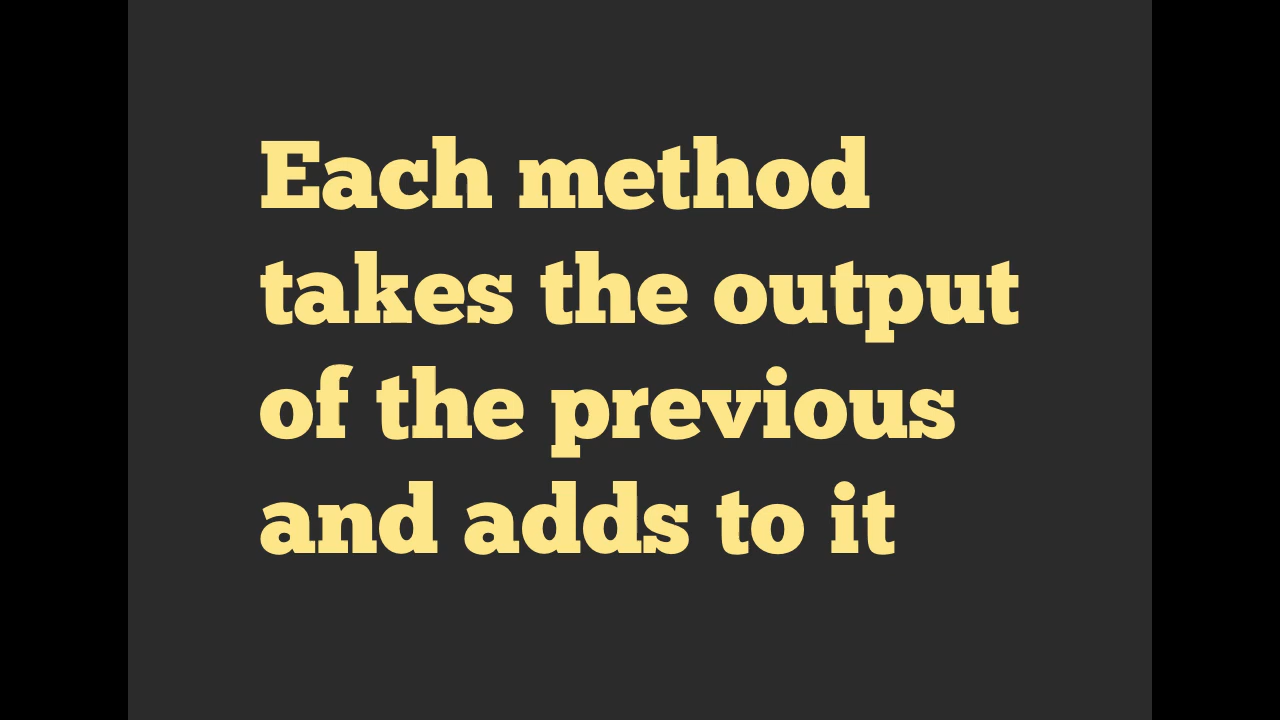 Each method
takes the output
of the previous
and adds to it